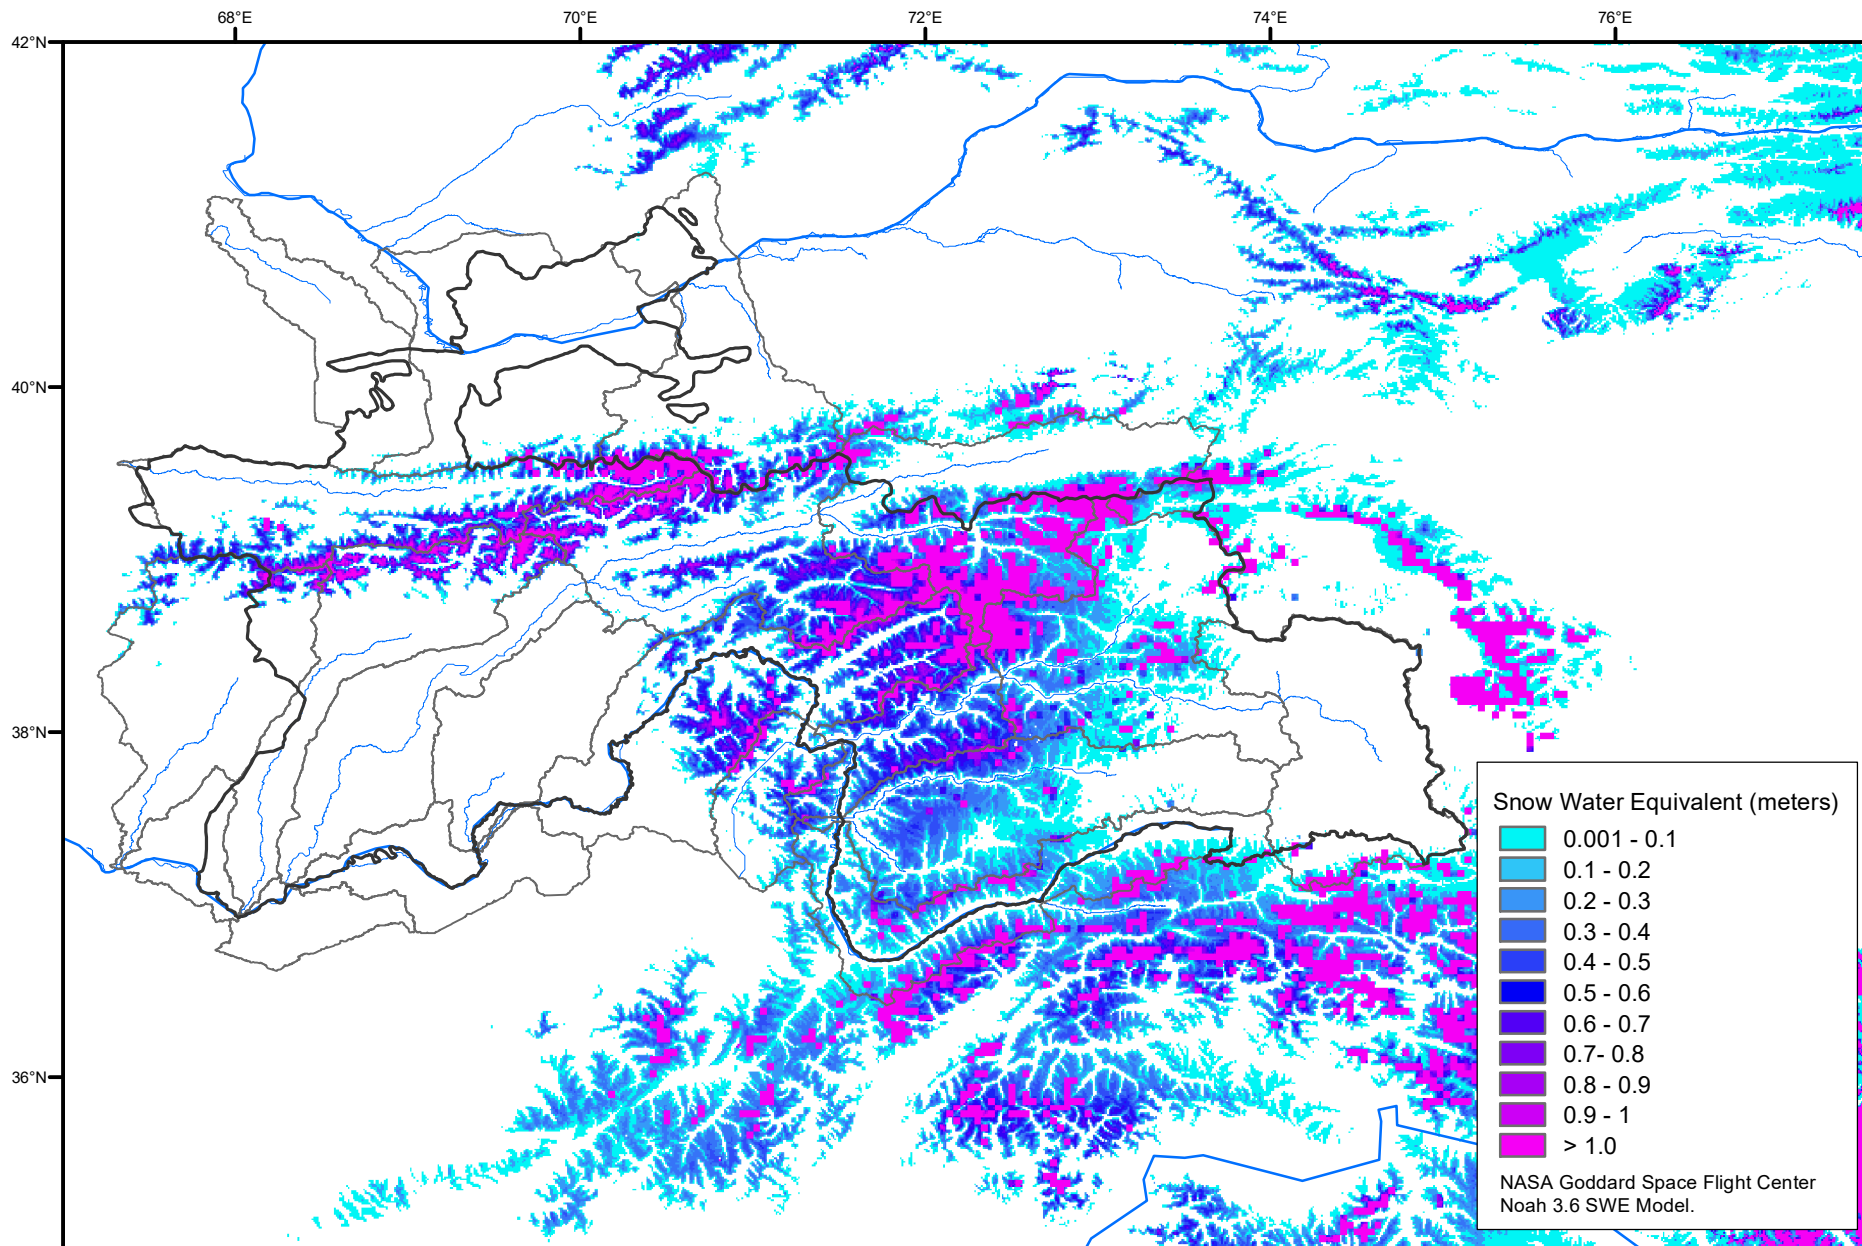 68°E
70°E
72°E
74°E
76°E
42°N
40°N
38°N
36°N
Snow Water Equivalent (meters)
0.001 - 0.1
0.1 - 0.2
0.2 - 0.3
0.3 - 0.4
0.4 - 0.5
0.5 - 0.6
0.6 - 0.7
0.7- 0.8
0.8 - 0.9
0.9 - 1
> 1.0
NASA Goddard Space Flight Center
Noah 3.6 SWE Model.